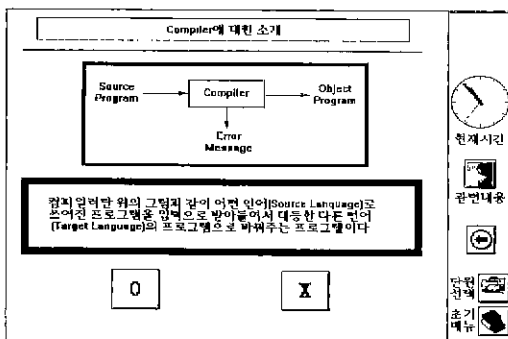 Compiler에 대한 소개
Source Program
Compiler
Object Program
Error Message
컴파일러란 위의 그림과 같이 어떤 언어(Source Language)로
쓰여진 프로그램을 입력으로 받아들여서 대등한 다른 언어
(Target Language)의 프로그램으로 바꿔주는 프로그램이다
O
X
현재시간
관련내용
단원 선택
초기 메뉴